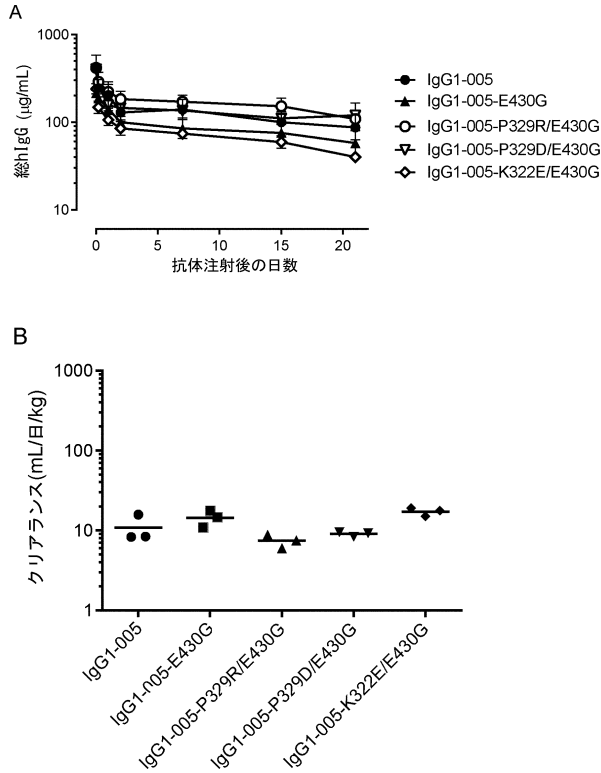 A
1000
100
10
総hIgG (μg/mL)
0
5
10
15
20
抗体注射後の日数
IgG1-005
IgG1-005-E430G
IgG1-005-P329R/E430G
IgG1-005-P329D/E430G
IgG1-005-K322E/E430G
B
1000
100
10
1
クリアランス(mL/日/kg)
IgG1-005
IgG1-005-E430G
IgG1-005-P329R/E430G
IgG1-005-P329D/E430G
IgG1-005-K322E/E430G